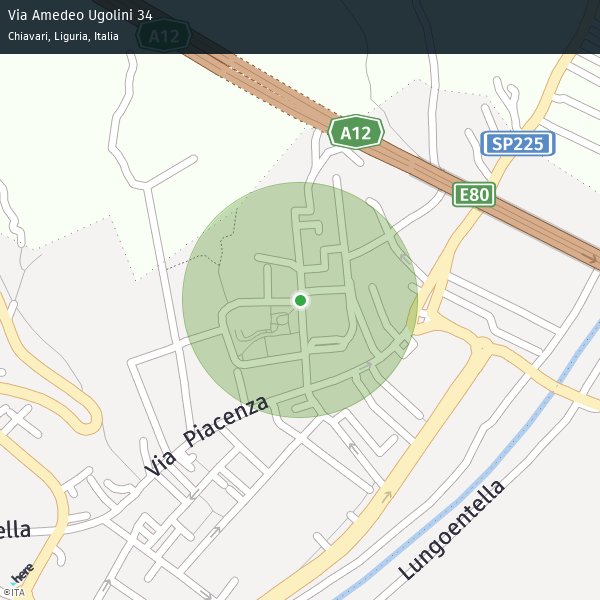 Via Amedeo Ugolini 34
Chiavari, Liguria, Italia
A12
A12
SP225
E80
Via Piacenza
Lungoentella
ella
here
©ITA